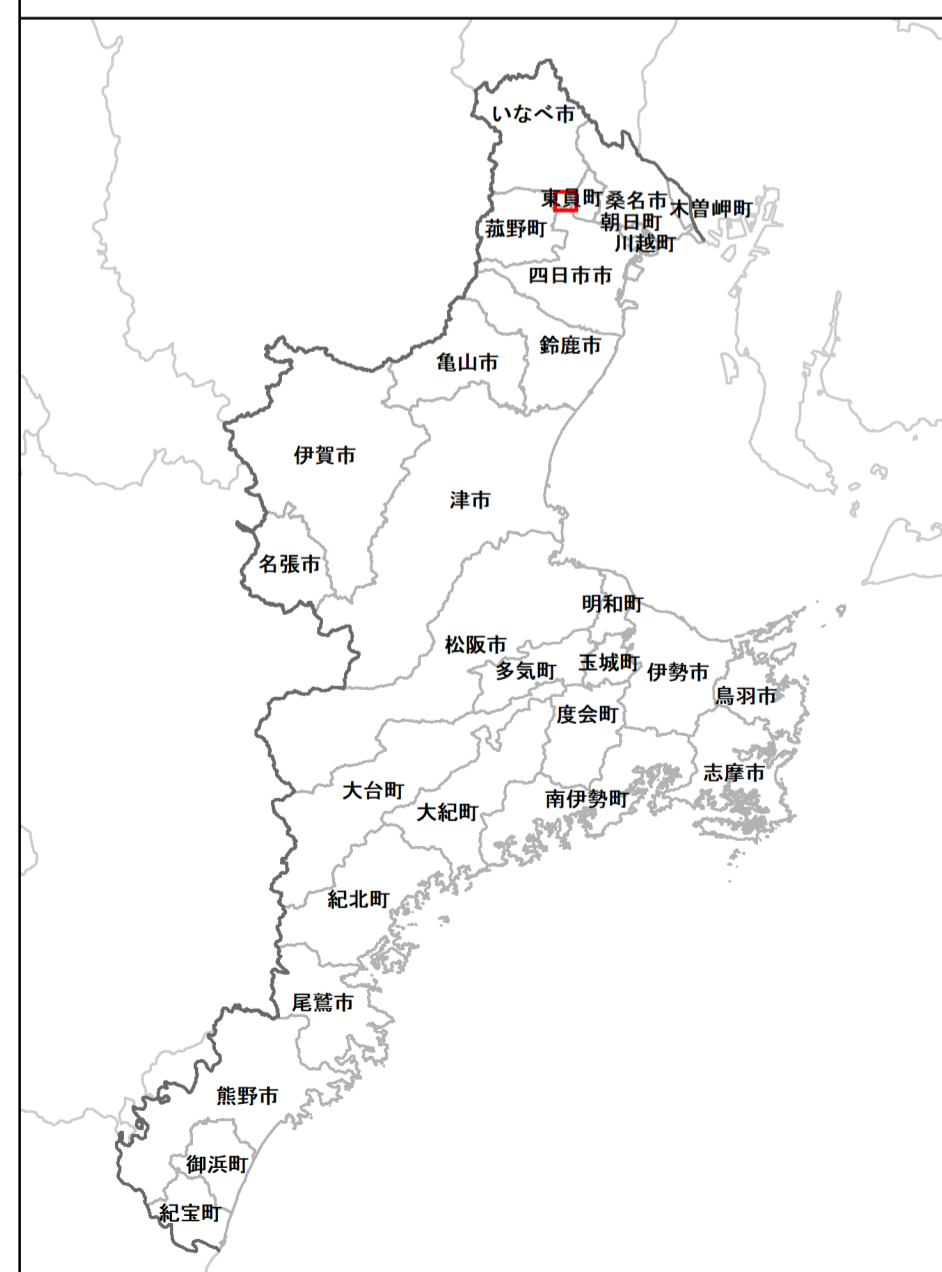 いなべ市
東員町
桑名市
木曽岬町
朝日町
菰野町
川越町
四日市市
鈴鹿市
亀山市
伊賀市
津市
名張市
明和町
松阪市
玉城町
多気町
伊勢市
鳥羽市
度会町
志摩市
大台町
南伊勢町
大紀町
紀北町
尾鷲市
熊野市
御浜町
紀宝町